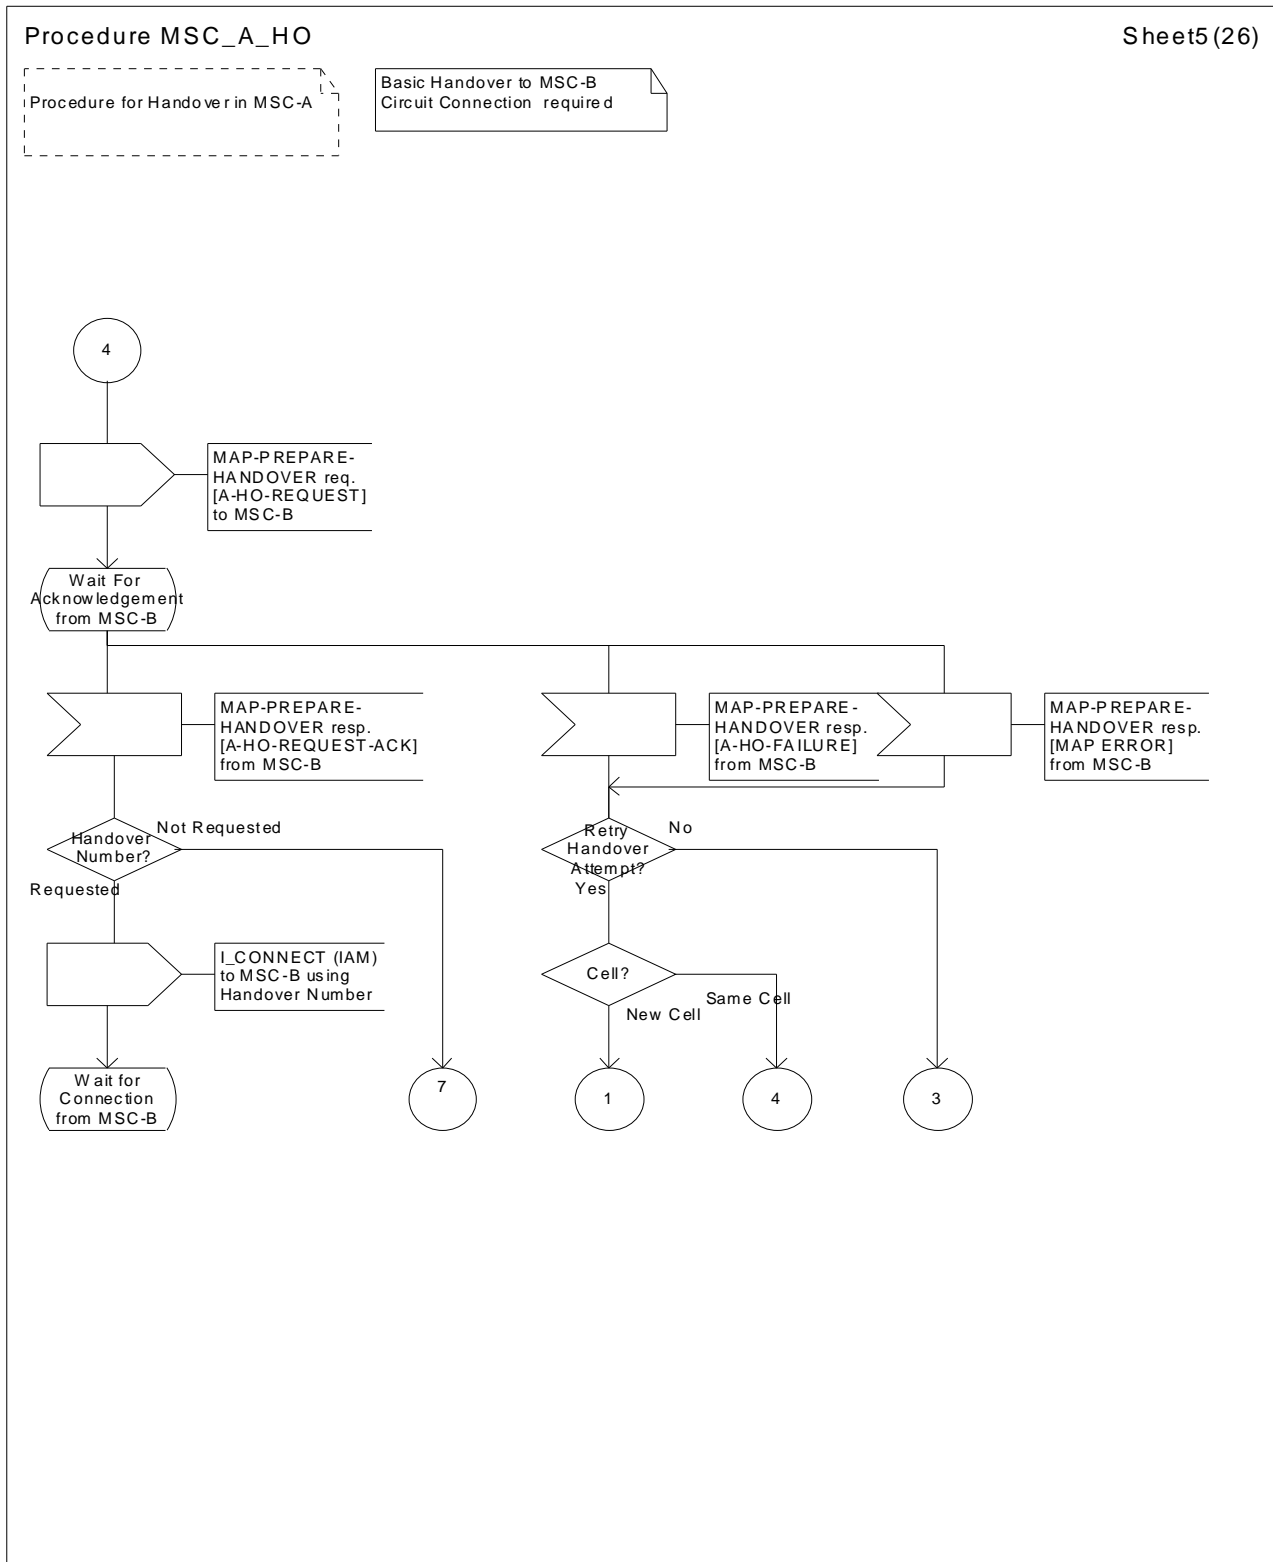 Procedure MSC_A_HO
Sheet5(26)
Procedure for Handover in MSC-A
Basic Handover to MSC-B
Circuit Connection required
4
MAP-PREPARE-
HANDOVER req.
[A-HO-REQUEST]
to MSC-B
Wait For
Acknowledgement
from MSC-B
MAP-PREPARE-
HANDOVER resp.
[A-HO-REQUEST-ACK]
from MSC-B
MAP-PREPARE-
HANDOVER resp.
[A-HO-FAILURE]
from MSC-B
MAP-PREPARE-
HANDOVER resp.
[MAP ERROR]
from MSC-B
Handover
Number?
Not Requested
Requested
Retry
Handover
Attempt?
No
Yes
I_CONNECT (IAM)
to MSC-B using
Handover Number
Cell?
Same Cell
New Cell
Wait for
Connection
from MSC-B
7
1
4
3